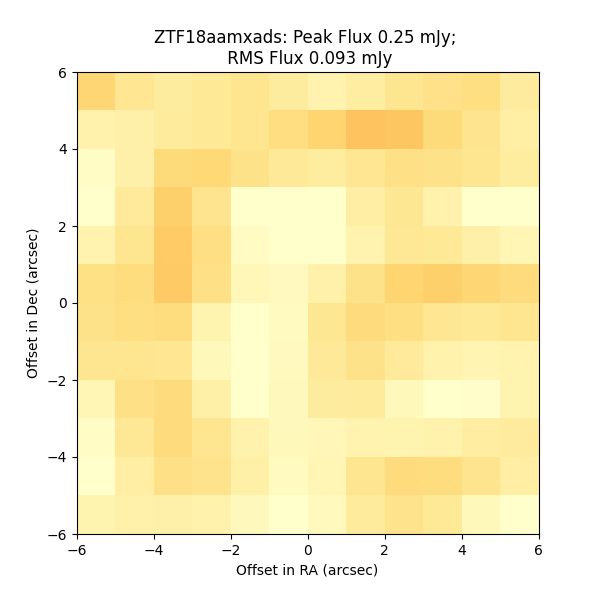 ZTF18aamxads: Peak Flux 0.25 mJy;
RMS Flux 0.093 mJy
6
4
2
0
−2
−4
−6
Offset in Dec (arcsec)
−6 −4 −2 0 2 4 6
Offset in RA (arcsec)